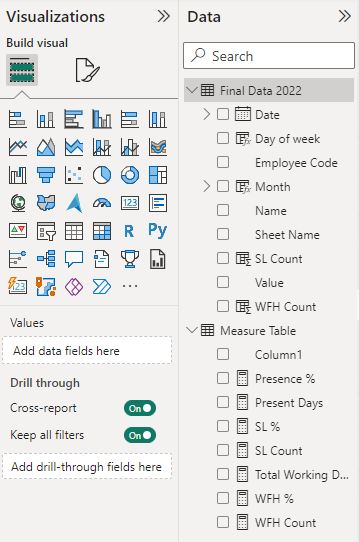 Visualizations
Build visual
123
R
Py
123
...
Values
Add data fields here
Drill through
Cross-report
On
Keep all filters
On
Add drill-through fields here
Data
Search
Final Data 2022
Date
Day of week
Employee Code
Month
Name
Sheet Name
SL Count
Value
WFH Count
Measure Table
Column1
Presence %
Present Days
SL %
SL Count
Total Working D...
WFH %
WFH Count